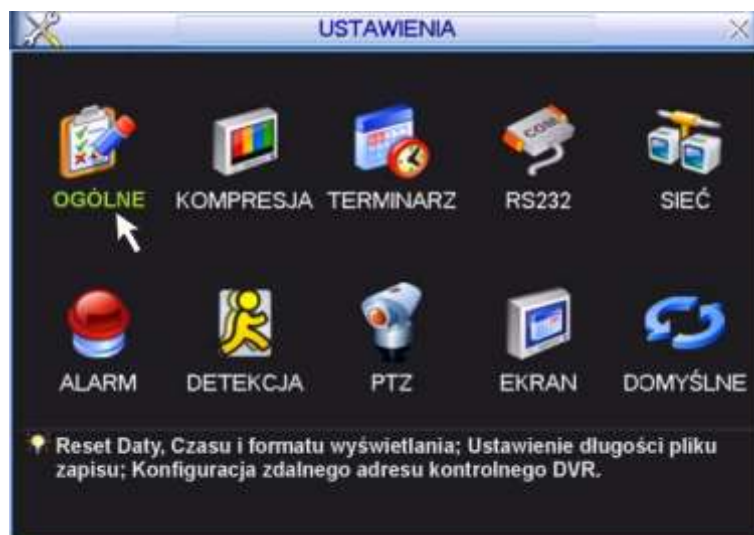 USTAWIENIA
OGÓLNE KOMPRESJA TERMINARZ RS232 SIEĆ
ALARM DETEKCJA PTZ EKRAN DOMYŚLNE
Reset Daty, Czasu i formatu wyświetlania; Ustawienie długości pliku
zapisu; Konfiguracja zdalnego adresu kontrolnego DVR.